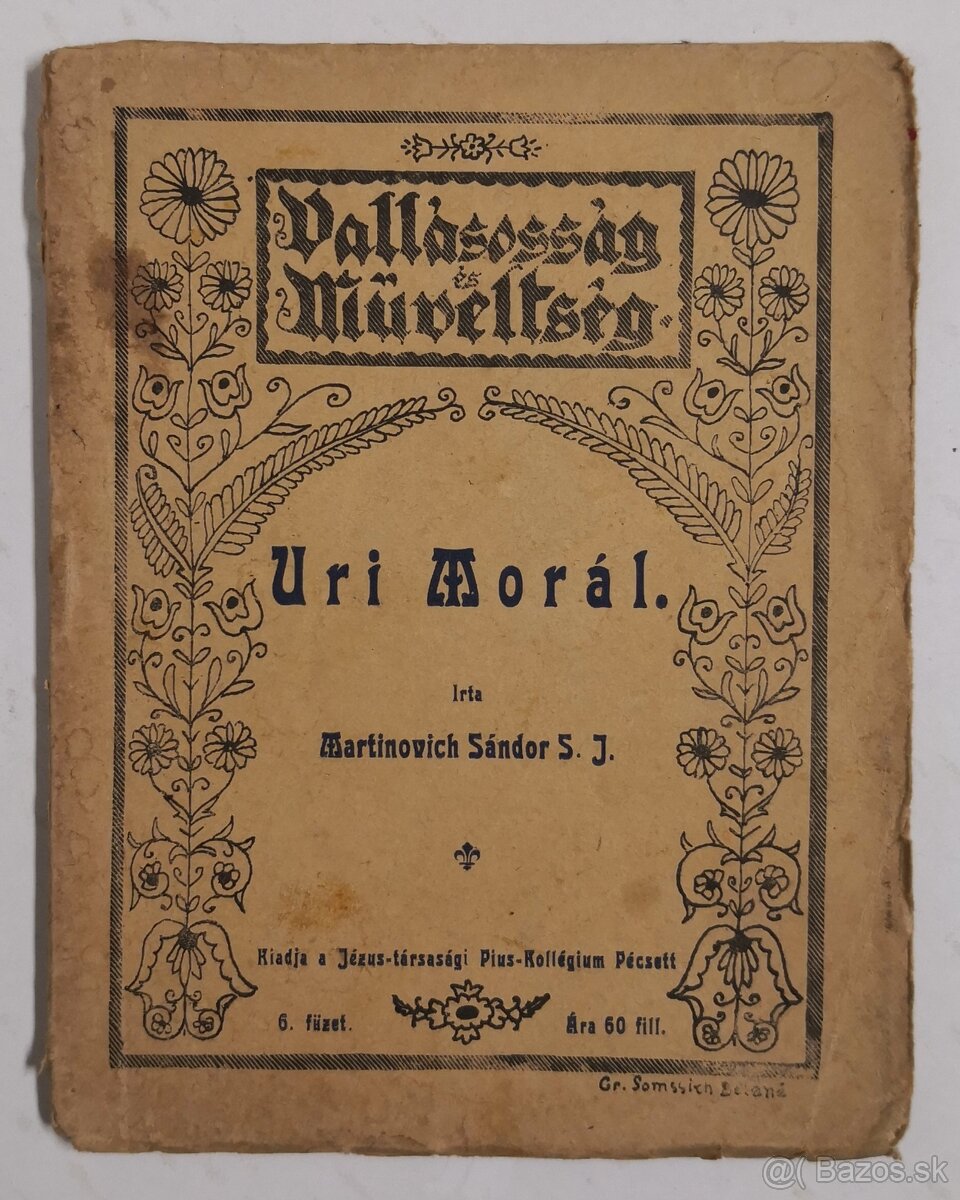 Vallásosság
és
Műveltség.
Uri Morál.
Irta
Martinovich Sándor S. J.
Kiadja a Jézus-társasági Pius-Kollégium Pécsett
6. füzet.
Ára 60 fill.
Gr. Somssich
@( Bazos.sk